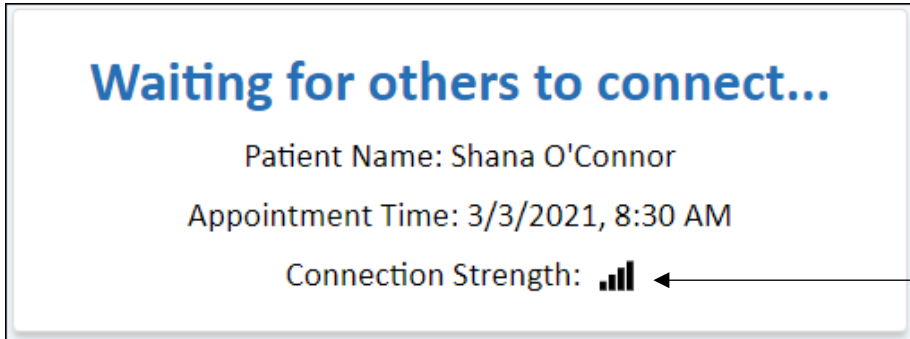 Waiting for others to connect...
Patient Name: Shana O'Connor
Appointment Time: 3/3/2021, 8:30 AM
Connection Strength: